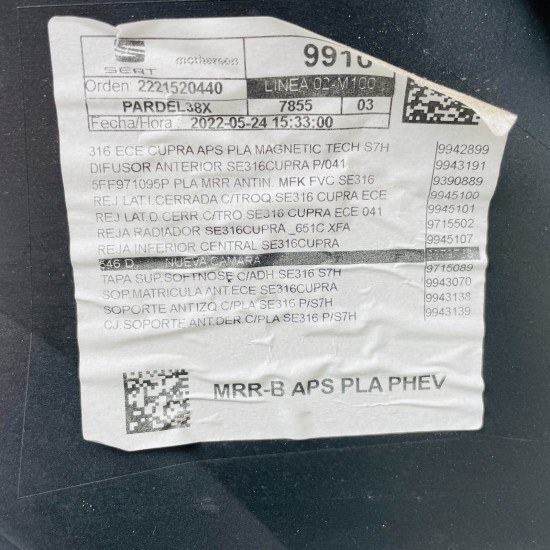 SEAT motherson 991
Orden 2221520440 LINEA 02-M100
PARDEL38X 7855 03
Fecha/Hora 2022-05-24 15:33:00
316 ECE CUPRA APS PLA MAGNETIC TECH S7H 9942899
DIFUSOR ANTERIOR SE316CUPRA P/041 9943191
5FF971095P PLA MRR ANTIN. MFK FVC SE316 9390889
REJ.LAT.I.CERRADA C/TROQ.SE316 CUPRA ECE 9945100
REJ.LAT.D.CERR C/TRO SE316 CUPRA ECE 041 9945101
REJA RADIADOR SE316CUPRA _651C XFA 9715502
REJA INFERIOR CENTRAL SE316CUPRA 9945107
546 D NUEVA CAMARA
TAPA SUP.SOFTNOSE C/ADH SE316 S7H 9715089
SOP.MATRICULA ANT.ECE SE316CUPRA 9943070
SOPORTE ANT.IZQ C/PLA SE316 P/S7H 9943138
CJ.SOPORTE ANT.DER.C/PLA SE316 P/S7H 9943139
MRR-B APS PLA PHEV